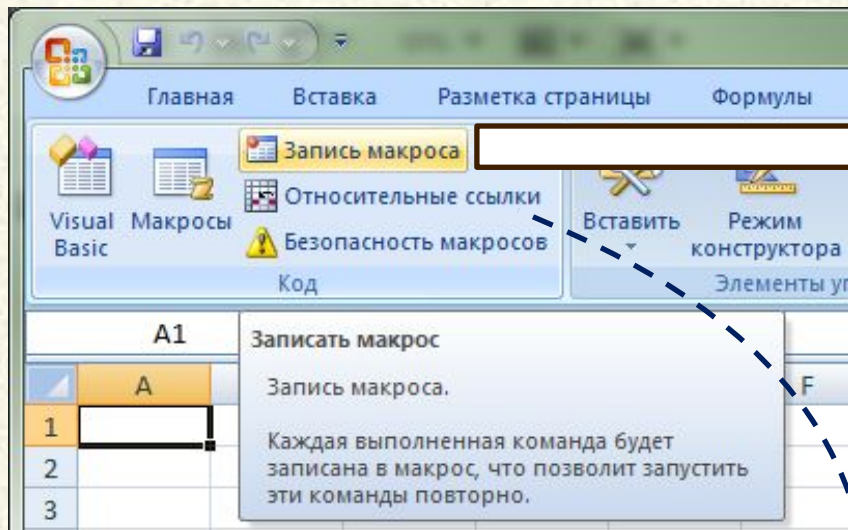 Главная Вставка Разметка страницы Формулы
Запись макроса
Относительные ссылки
Безопасность макросов
Visual Basic
Макросы
Код
Вставить
Режим конструктора
Элементы уп
A1
Записать макрос
Запись макроса.
Каждая выполненная команда будет
записана в макрос, что позволит запустить
эти команды повторно.
A
F
1
2
3